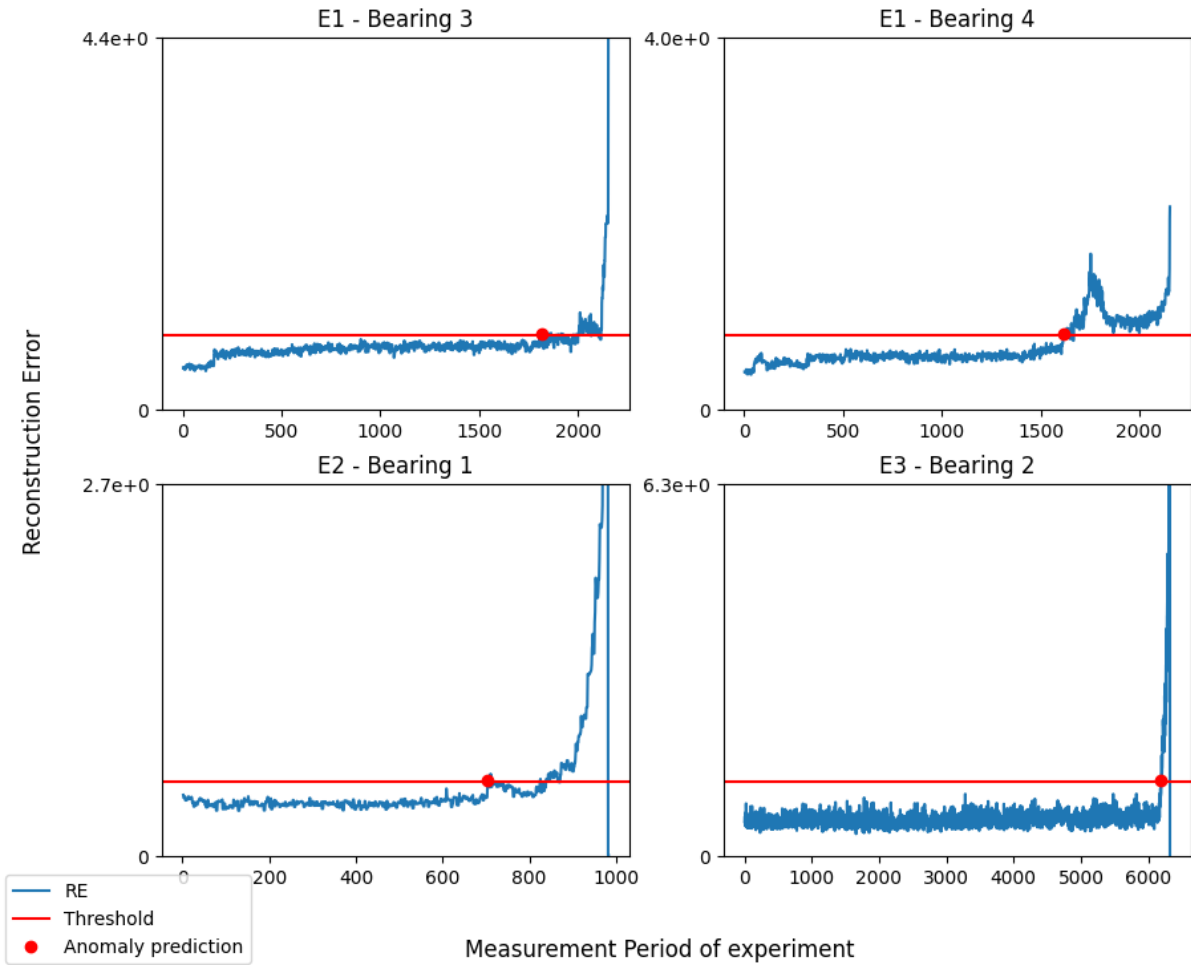 E1 - Bearing 3
E1 - Bearing 4
4.4e+0
4.0e+0
0
0
0 500 1000 1500 2000
0 500 1000 1500 2000
Reconstruction Error
E2 - Bearing 1
E3 - Bearing 2
2.7e+0
6.3e+0
0
0
0 200 400 600 800 1000
0 1000 2000 3000 4000 5000 6000
RE
Threshold
Anomaly prediction
Measurement Period of experiment